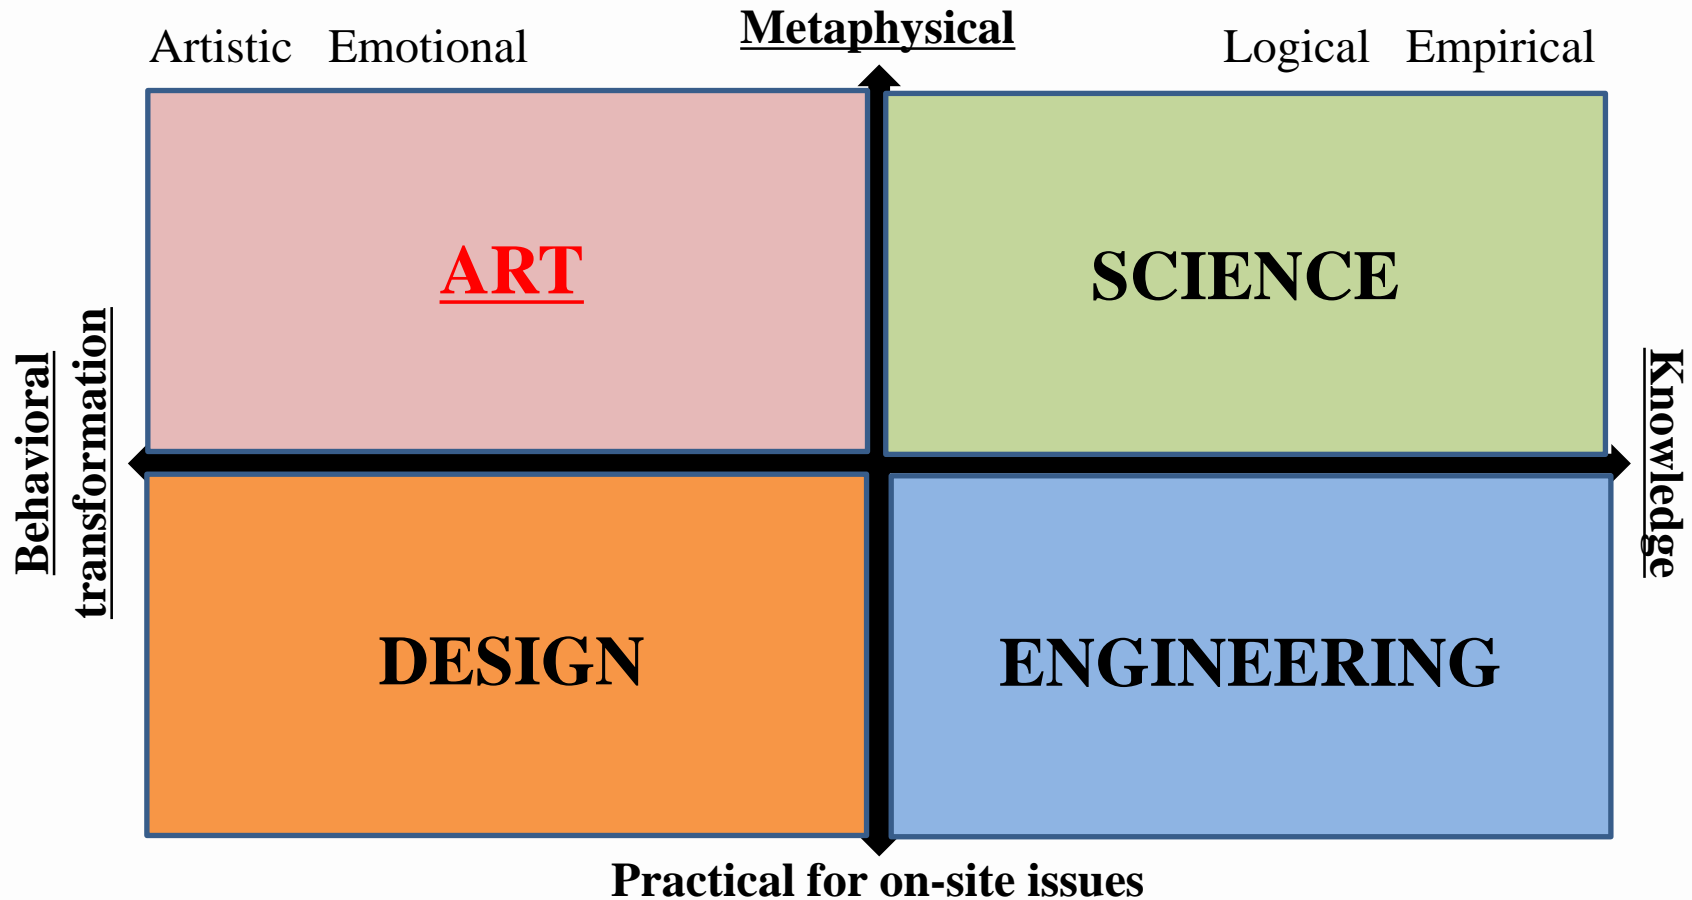 Metaphysical
Artistic Emotional
Logical Empirical
ART
SCIENCE
Behavioral
transformation
Knowledge
DESIGN
ENGINEERING
Practical for on-site issues